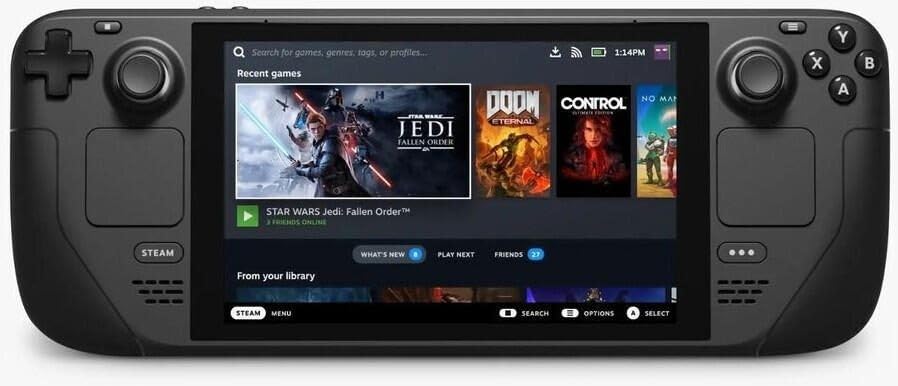 Search for games, genres, tags, or profiles...
1:14PM
Recent games
STAR WARS
JEDI
FALLEN ORDER
EA
DOOM
ETERNAL
CONTROL
ULTIMATE EDITION
NO MAN
STAR WARS Jedi: Fallen Order™
3 FRIENDS ONLINE
WHAT'S NEW 8 PLAY NEXT FRIENDS 27
From your library
STEAM MENU SEARCH OPTIONS A SELECT
STEAM
Y
X
B
A